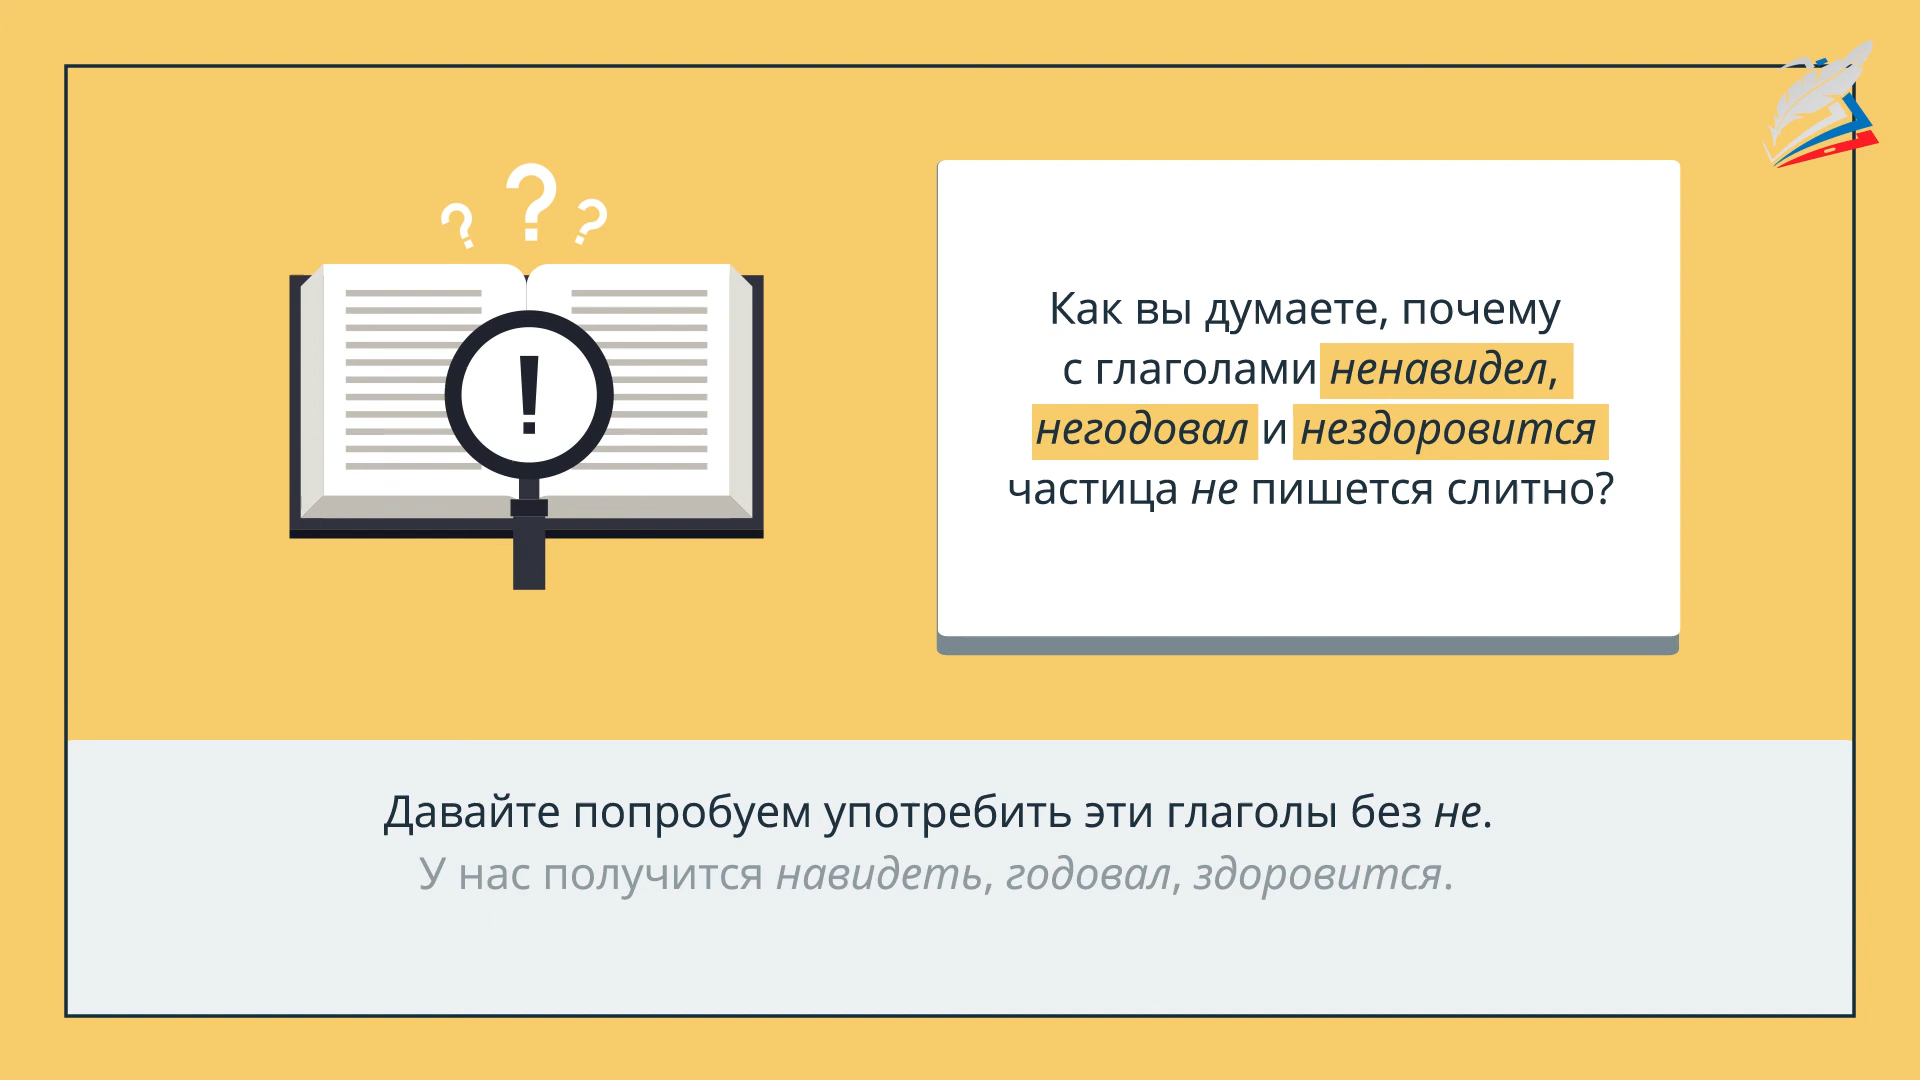 ? ? ?
!
Как вы думаете, почему
с глаголами ненавидел,
негодовал и нездоровится
частица не пишется слитно?
Давайте попробуем употребить эти глаголы без не.
У нас получится навидеть, годовал, здоровится.